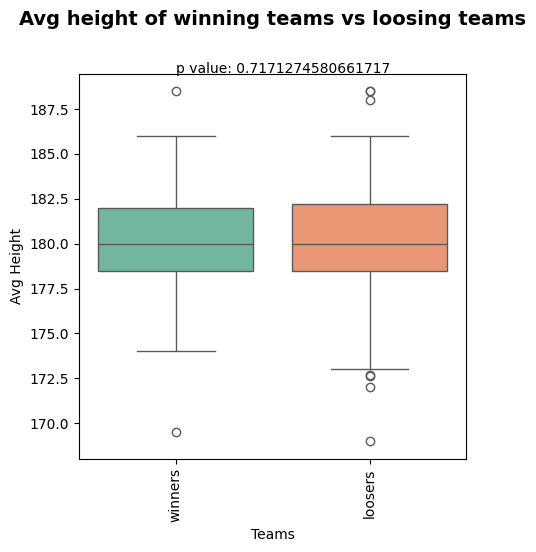 Avg height of winning teams vs loosing teams
p value: 0.7171274580661717
187.5
185.0
182.5
180.0
177.5
175.0
172.5
170.0
Avg Height
winners
loosers
Teams